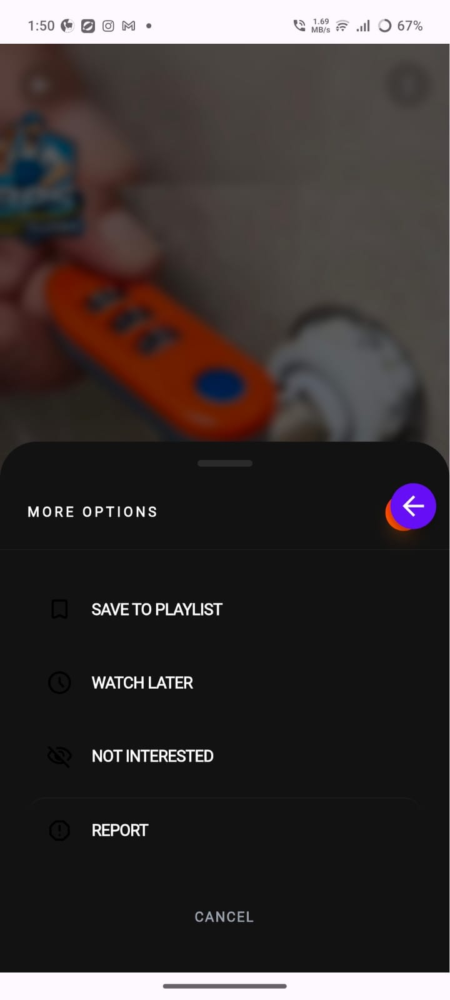 1:50
1.69
MB/s
67%
MORE OPTIONS
SAVE TO PLAYLIST
WATCH LATER
NOT INTERESTED
REPORT
CANCEL